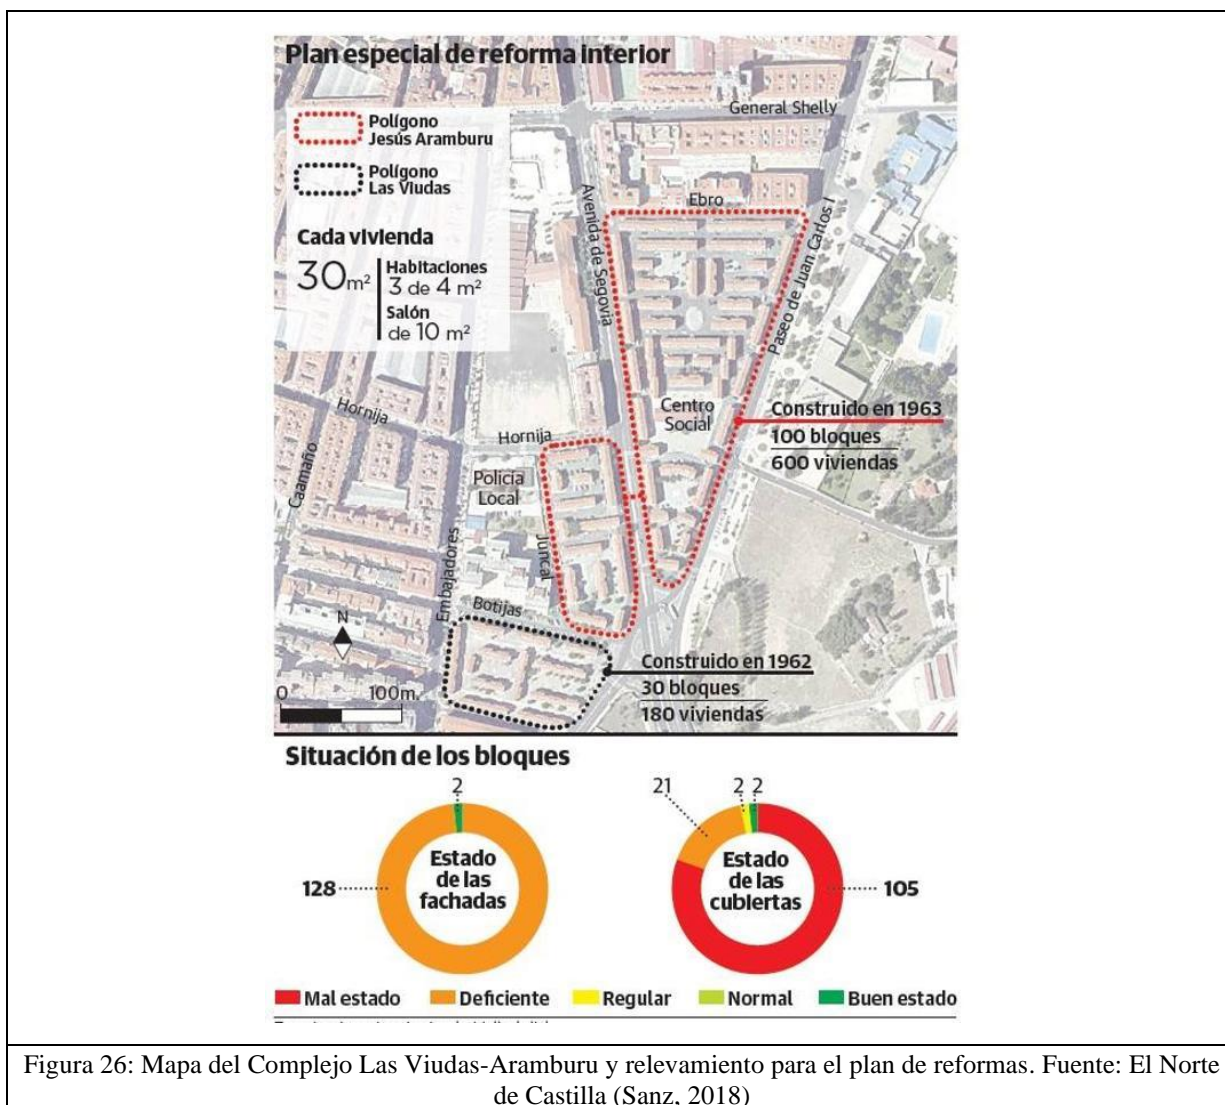 Plan especial de reforma interior
General Shelly
Polígono
Jesús Aramburu
Polígono
Las Viudas
Avenida de Segovia
Ebro
Paseo de Juan Carlos I
Cada vivienda
30 m²
Habitaciones
3 de 4 m²
Salón
de 10 m²
Hornija
Caamaño
Hornija
Centro
Social
Construido en 1963
100 bloques
600 viviendas
Policía
Local
Juncal
Embajadores
Botijas
N
0 100m.
Construido en 1962
30 bloques
180 viviendas
Situación de los bloques
2
128
Estado
de las
fachadas
21 2 2
Estado
de las
cubiertas
105
Mal estado Deficiente Regular Normal Buen estado
Figura 26: Mapa del Complejo Las Viudas-Aramburu y relevamiento para el plan de reformas. Fuente: El Norte
de Castilla (Sanz, 2018)